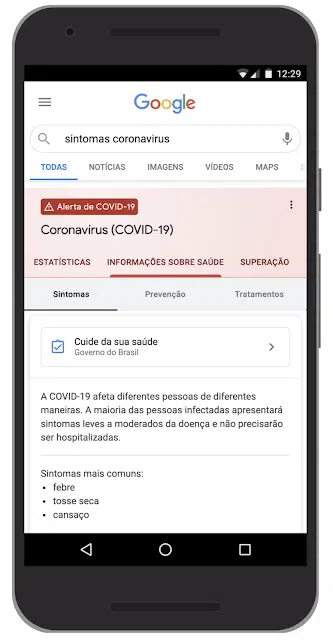 12:29
Google
sintomas coronavirus
TODAS NOTÍCIAS IMAGENS VÍDEOS MAPS
Alerta de COVID-19
Coronavírus (COVID-19)
ESTATÍSTICAS INFORMAÇÕES SOBRE SAÚDE SUPERAÇÃO
Sintomas Prevenção Tratamentos
Cuide da sua saúde
Governo do Brasil
A COVID-19 afeta diferentes pessoas de diferentes
maneiras. A maioria das pessoas infectadas apresentará
sintomas leves a moderados da doença e não precisarão
ser hospitalizadas.
Sintomas mais comuns:
• febre
• tosse seca
• cansaço